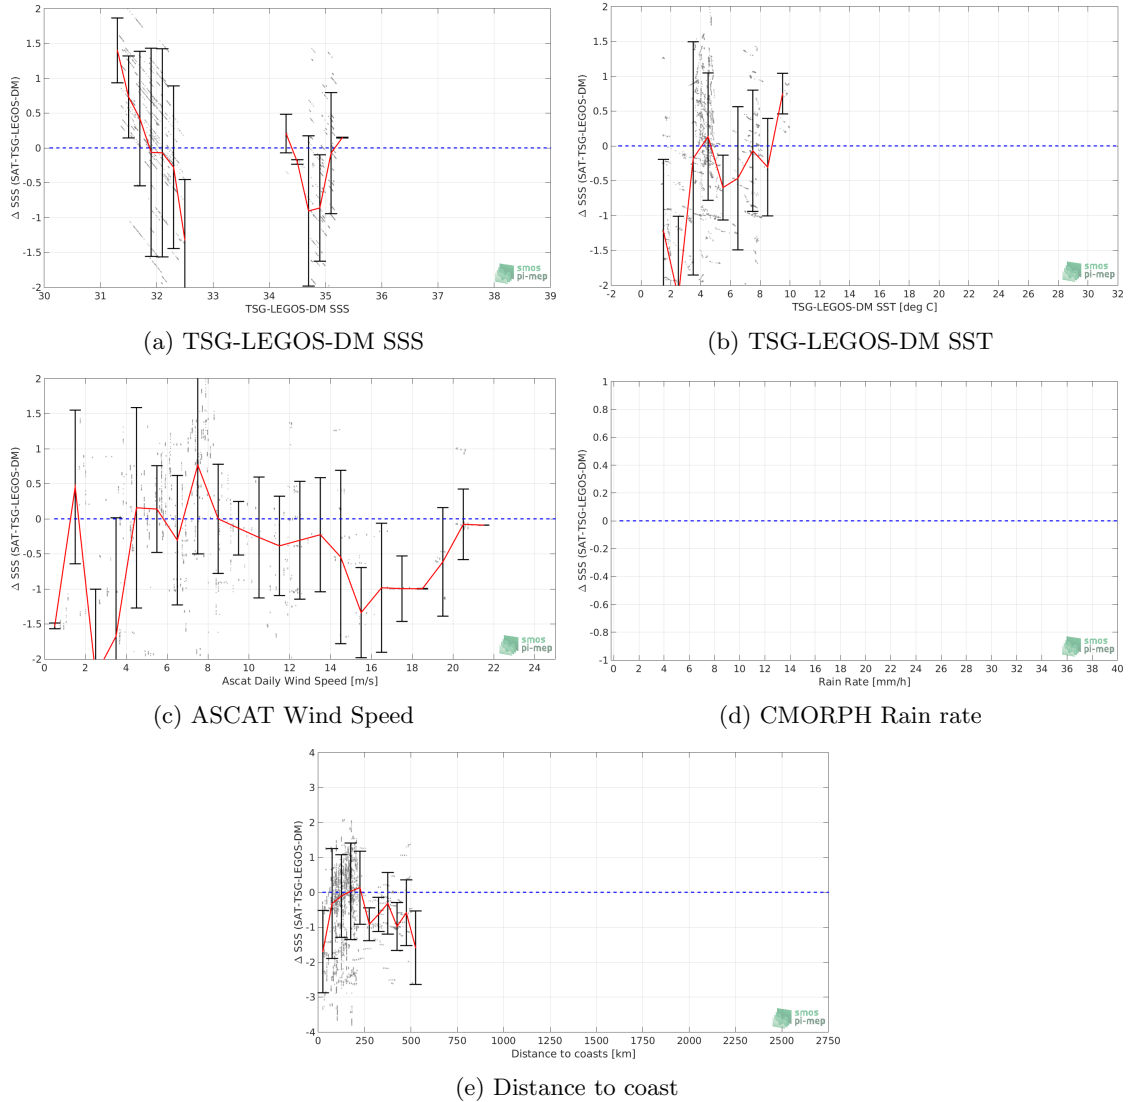 2
1.5
1
0.5
0
-0.5
-1
-1.5
-2
Δ SSS (SAT-TSG-LEGOS-DM)
30 31 32 33 34 35 36 37 38 39
TSG-LEGOS-DM SSS
smos
pi-mep
(a) TSG-LEGOS-DM SSS
2
1.5
1
0.5
0
-0.5
-1
-1.5
-2
Δ SSS (SAT-TSG-LEGOS-DM)
-2 0 2 4 6 8 10 12 14 16 18 20 22 24 26 28 30 32
TSG-LEGOS-DM SST [deg C]
smos
pi-mep
(b) TSG-LEGOS-DM SST
2
1.5
1
0.5
0
-0.5
-1
-1.5
-2
Δ SSS (SAT-TSG-LEGOS-DM)
0 2 4 6 8 10 12 14 16 18 20 22 24
Ascat Daily Wind Speed [m/s]
smos
pi-mep
(c) ASCAT Wind Speed
1
0.8
0.6
0.4
0.2
0
-0.2
-0.4
-0.6
-0.8
-1
Δ SSS (SAT-TSG-LEGOS-DM)
0 2 4 6 8 10 12 14 16 18 20 22 24 26 28 30 32 34 36 38 40
Rain Rate [mm/h]
smos
pi-mep
(d) CMORPH Rain rate
4
3
2
1
0
-1
-2
-3
-4
Δ SSS (SAT-TSG-LEGOS-DM)
0 250 500 750 1000 1250 1500 1750 2000 2250 2500 2750
Distance to coasts [km]
smos
pi-mep
(e) Distance to coast